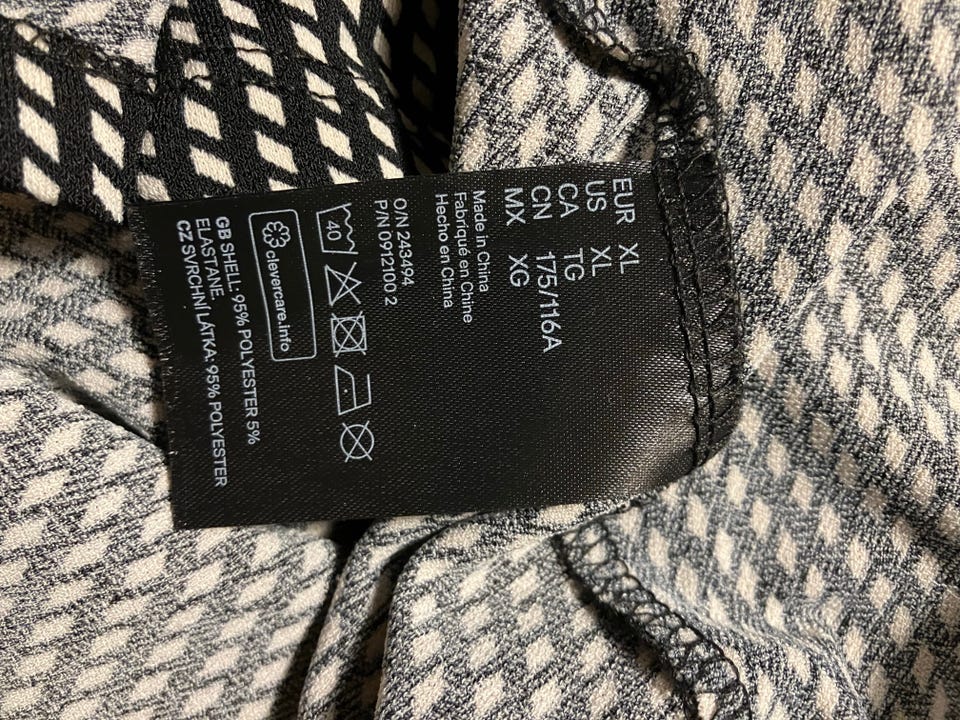 EUR XL
US XL
CA TG
CN 175/116A
MX XG
Made in China
Fabriqué en Chine
Hecho en China
O/N 243494
P/N 0912100 2
40
clevercare.info
GB SHELL: 95% POLYESTER 5%
ELASTANE.
CZ SVRCHNÍ LÁTKA: 95% POLYESTER